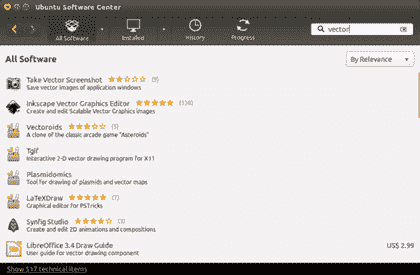 Ubuntu Software Center
All Software
Installed
History
Progress
vector
All Software
By Relevance
Take Vector Screenshot (9)
Save vector images of application windows
Inkscape Vector Graphics Editor
Create and edit Scalable Vector Graphics images
Vectoroids (5)
A clone of the classic arcade game "Asteroids"
Tgif
Interactive 2-D vector drawing program for X11
Plasmidomics
Tool for drawing of plasmids and vector maps
LaTeXDraw
Graphical editor for PSTricks
Synfig Studio
Create and edit 2D animations and compositions
LibreOffice 3.4 Draw Guide US$ 2.99
User guide for vector drawing component
Show 517 technical items